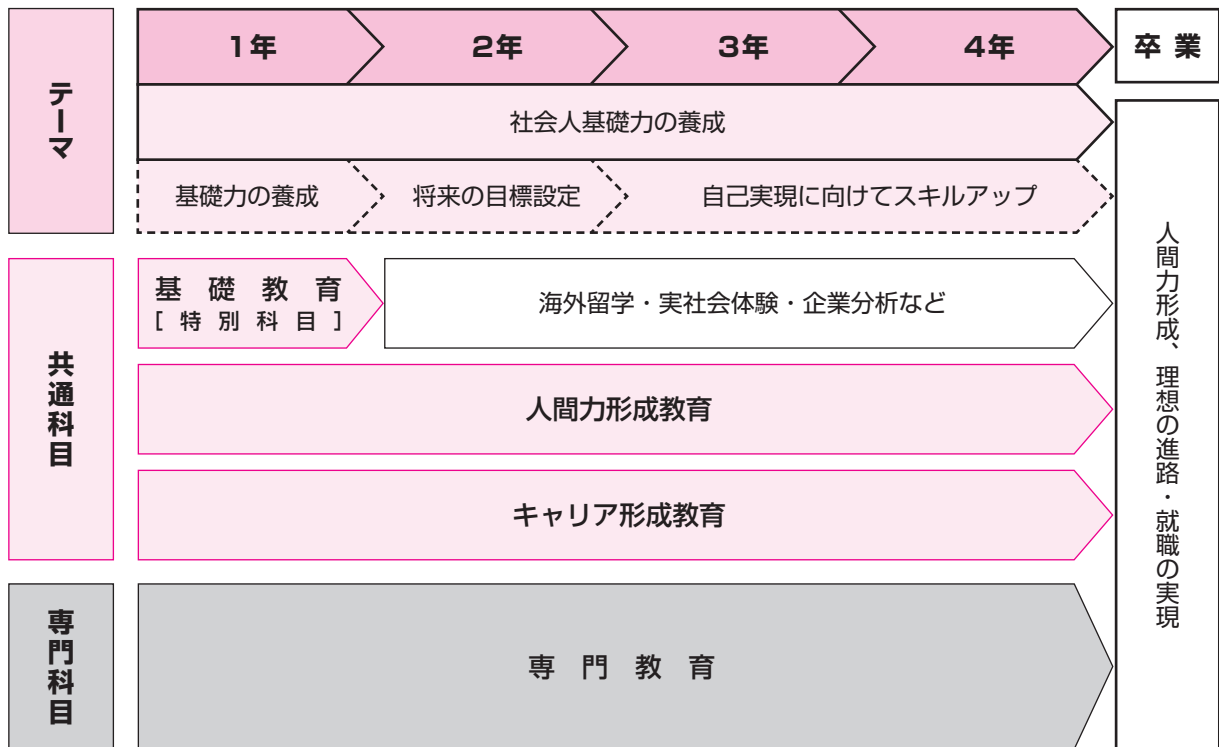 テーマ
1年
2年
3年
4年
卒業
社会人基礎力の養成
基礎力の養成
将来の目標設定
自己実現に向けてスキルアップ
人間力形成、理想の進路・就職の実現
共通科目
基礎教育
[特別科目]
海外留学・実社会体験・企業分析など
人間力形成教育
キャリア形成教育
専門科目
専門教育